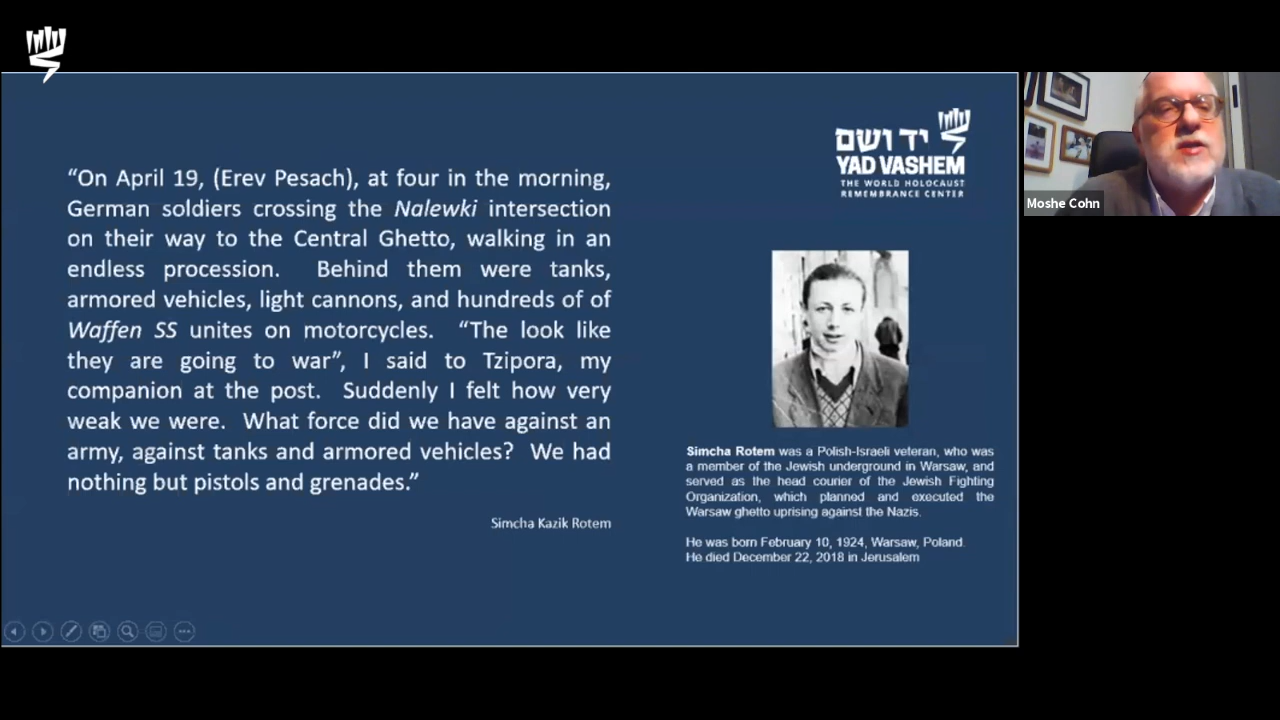 “On April 19, (Erev Pesach), at four in the morning,
German soldiers crossing the Nalewki intersection
on their way to the Central Ghetto, walking in an
endless procession. Behind them were tanks,
armored vehicles, light cannons, and hundreds of of
Waffen SS unites on motorcycles. “The look like
they are going to war”, I said to Tzipora, my
companion at the post. Suddenly I felt how very
weak we were. What force did we have against an
army, against tanks and armored vehicles? We had
nothing but pistols and grenades.”
Simcha Kazik Rotem
יד ושם
YAD VASHEM
THE WORLD HOLOCAUST
REMEMBRANCE CENTER
Simcha Rotem was a Polish-Israeli veteran, who was
a member of the Jewish underground in Warsaw, and
served as the head courier of the Jewish Fighting
Organization, which planned and executed the
Warsaw ghetto uprising against the Nazis.
He was born February 10, 1924, Warsaw, Poland.
He died December 22, 2018 in Jerusalem
Moshe Cohn